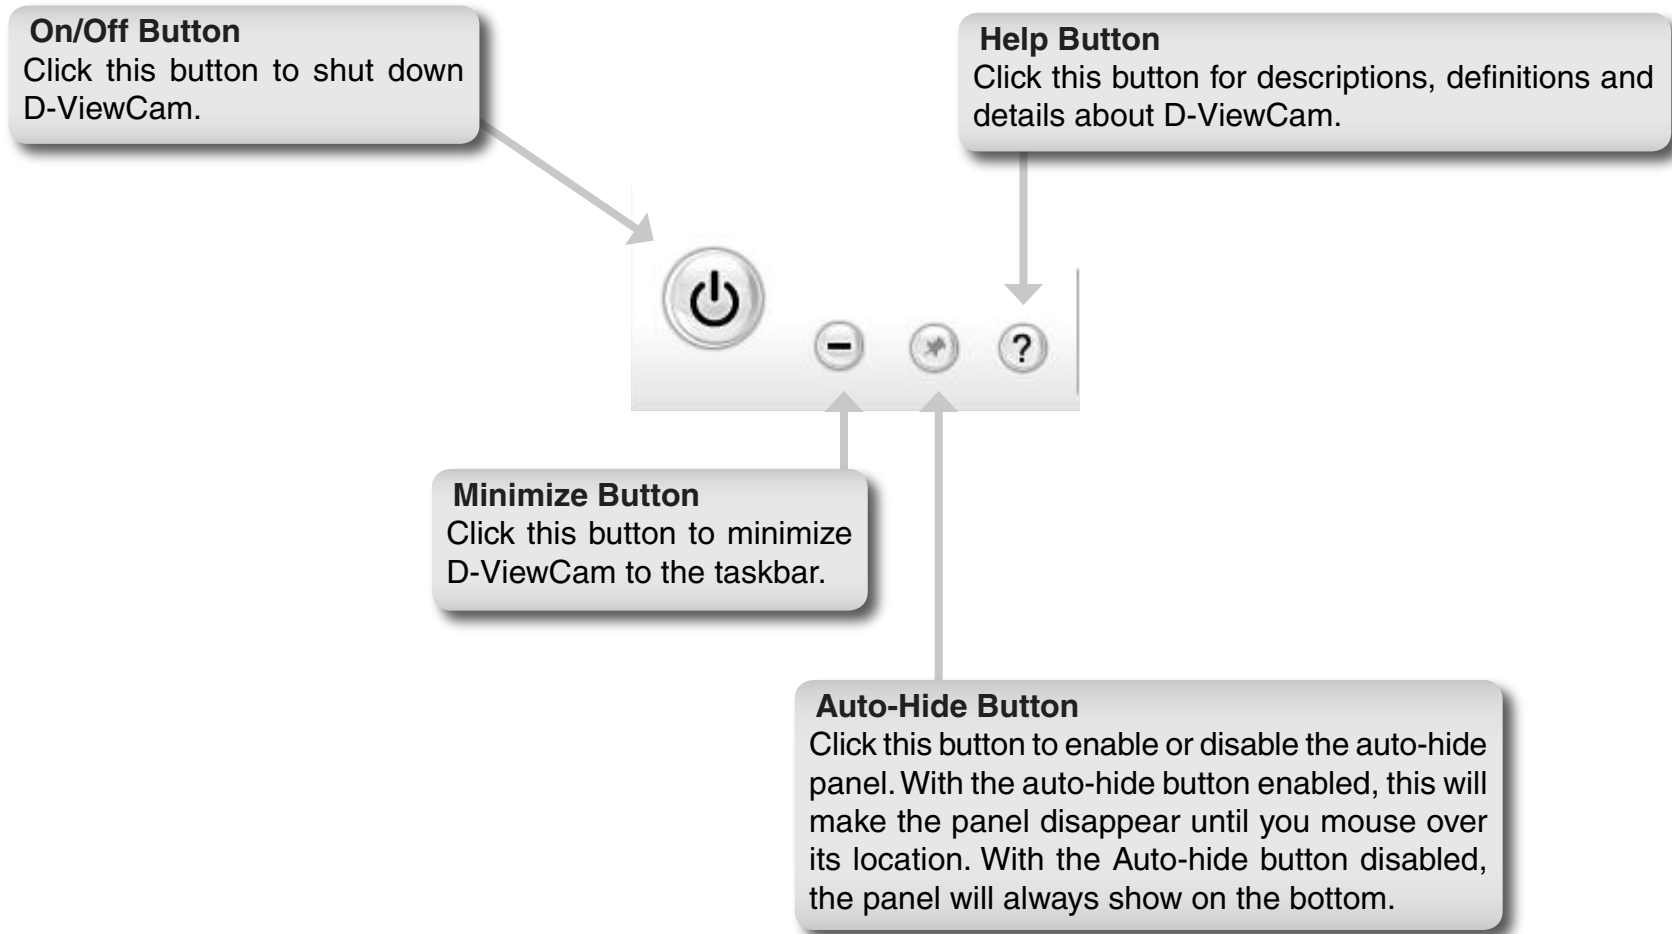 On/Off Button
Click this button to shut down
D-ViewCam.
Help Button
Click this button for descriptions, definitions and
details about D-ViewCam.
?
Minimize Button
Click this button to minimize
D-ViewCam to the taskbar.
Auto-Hide Button
Click this button to enable or disable the auto-hide
panel. With the auto-hide button enabled, this will
make the panel disappear until you mouse over
its location. With the Auto-hide button disabled,
the panel will always show on the bottom.